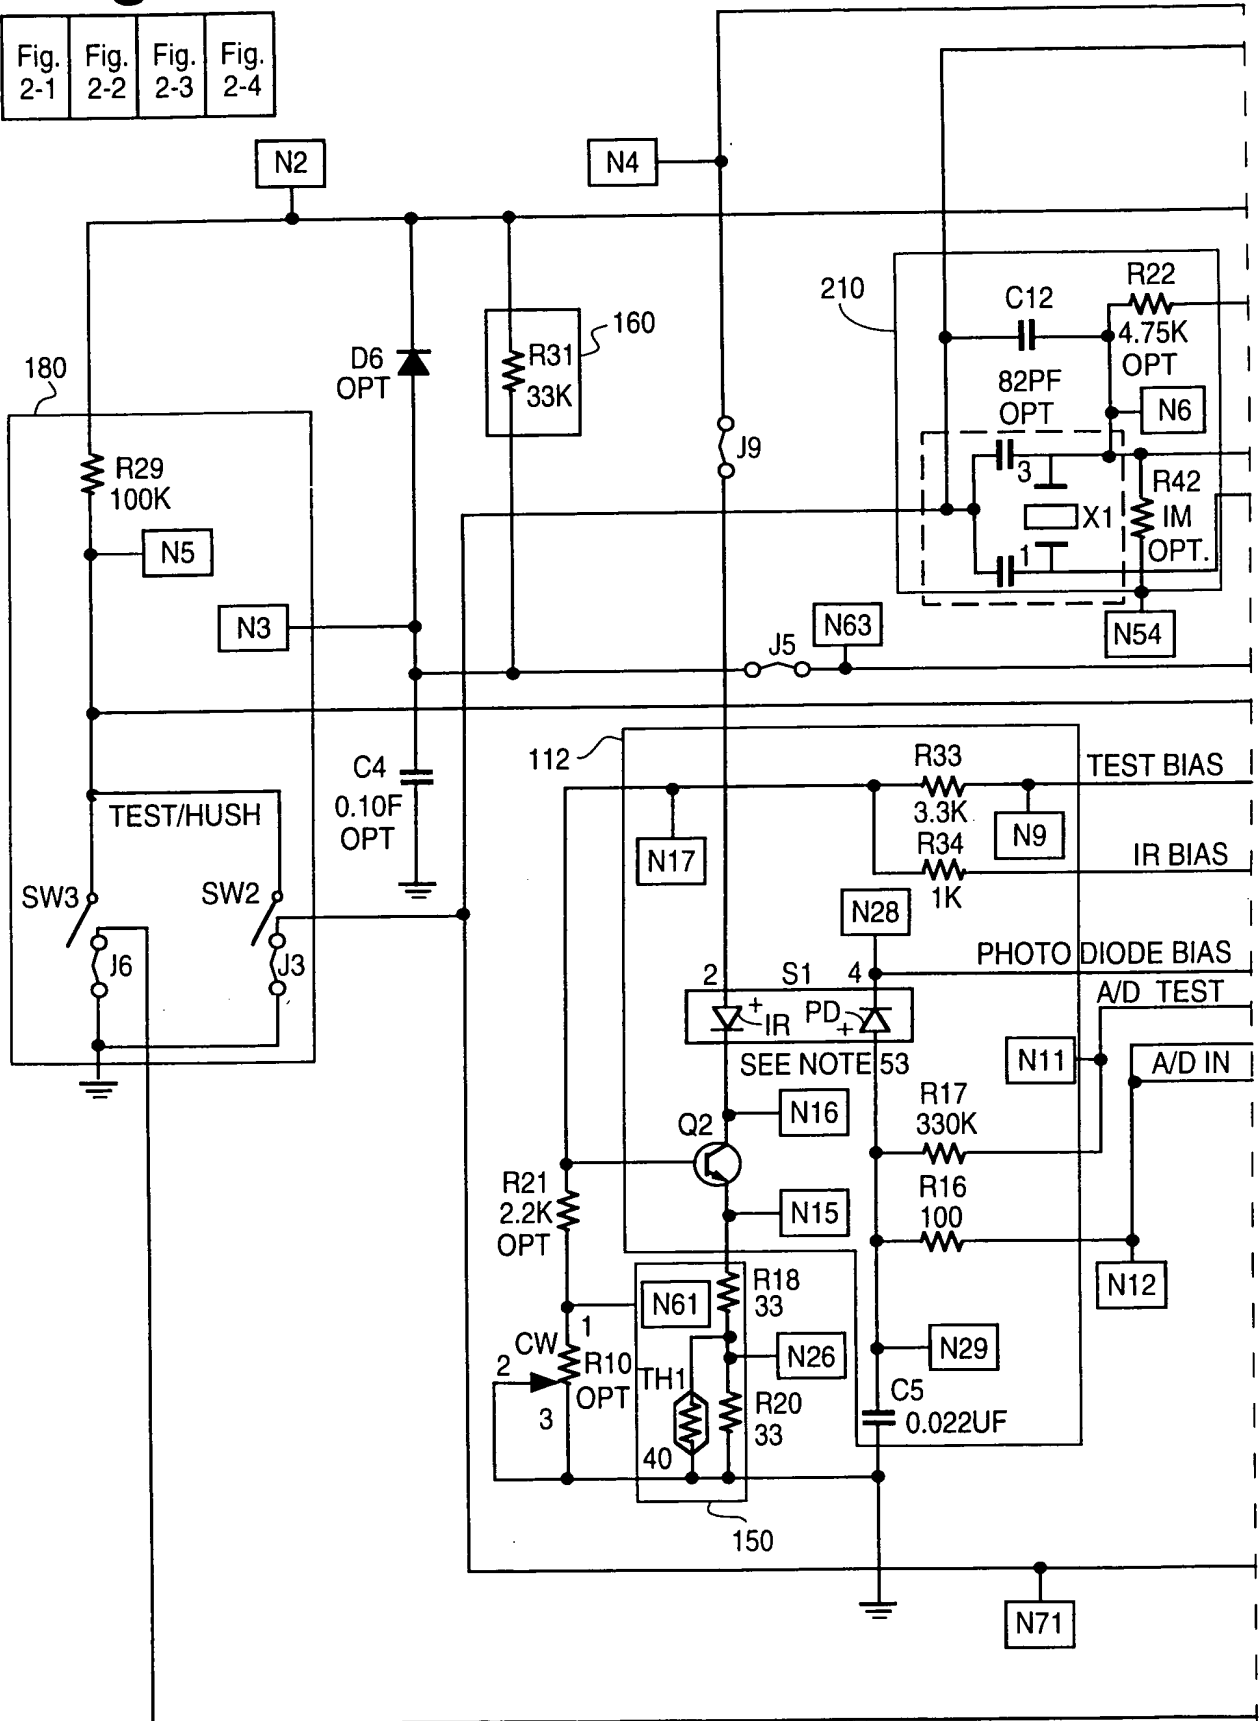 Fig. 2-1
Fig. 2-2
Fig. 2-3
Fig. 2-4
N2
N4
210
C12
82PF
OPT
R22
4.75K
OPT
N6
160
R31
33K
D6
OPT
180
J9
R29
100K
3
R42
IM
OPT.
X1
1
N5
N3
N63
J5
N54
112
R33
3.3K
TEST BIAS
C4
0.10F
OPT
TEST/HUSH
N17
N9
R34
1K
IR BIAS
SW3
SW2
N28
J6
J3
2
S1
4
PHOTO DIODE BIAS
A/D TEST
+
IR
PD
+
SEE NOTE 53
N11
A/D IN
N16
R17
330K
Q2
R21
2.2K
OPT
N15
R16
100
N12
R18
33
N61
1
CW
2
R10
OPT
3
TH1
40
N26
R20
33
N29
C5
0.022UF
150
N71